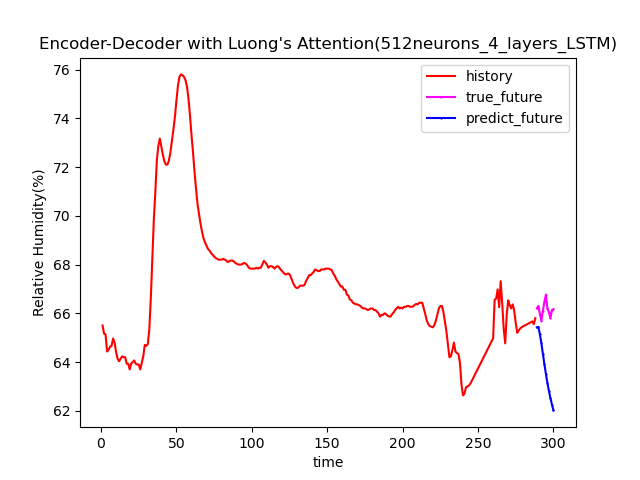 Encoder-Decoder with Luong's Attention(512neurons_4_layers_LSTM)
history
true_future
predict_future
Relative Humidity(%)
76
74
72
70
68
66
64
62
0 50 100 150 200 250 300
time